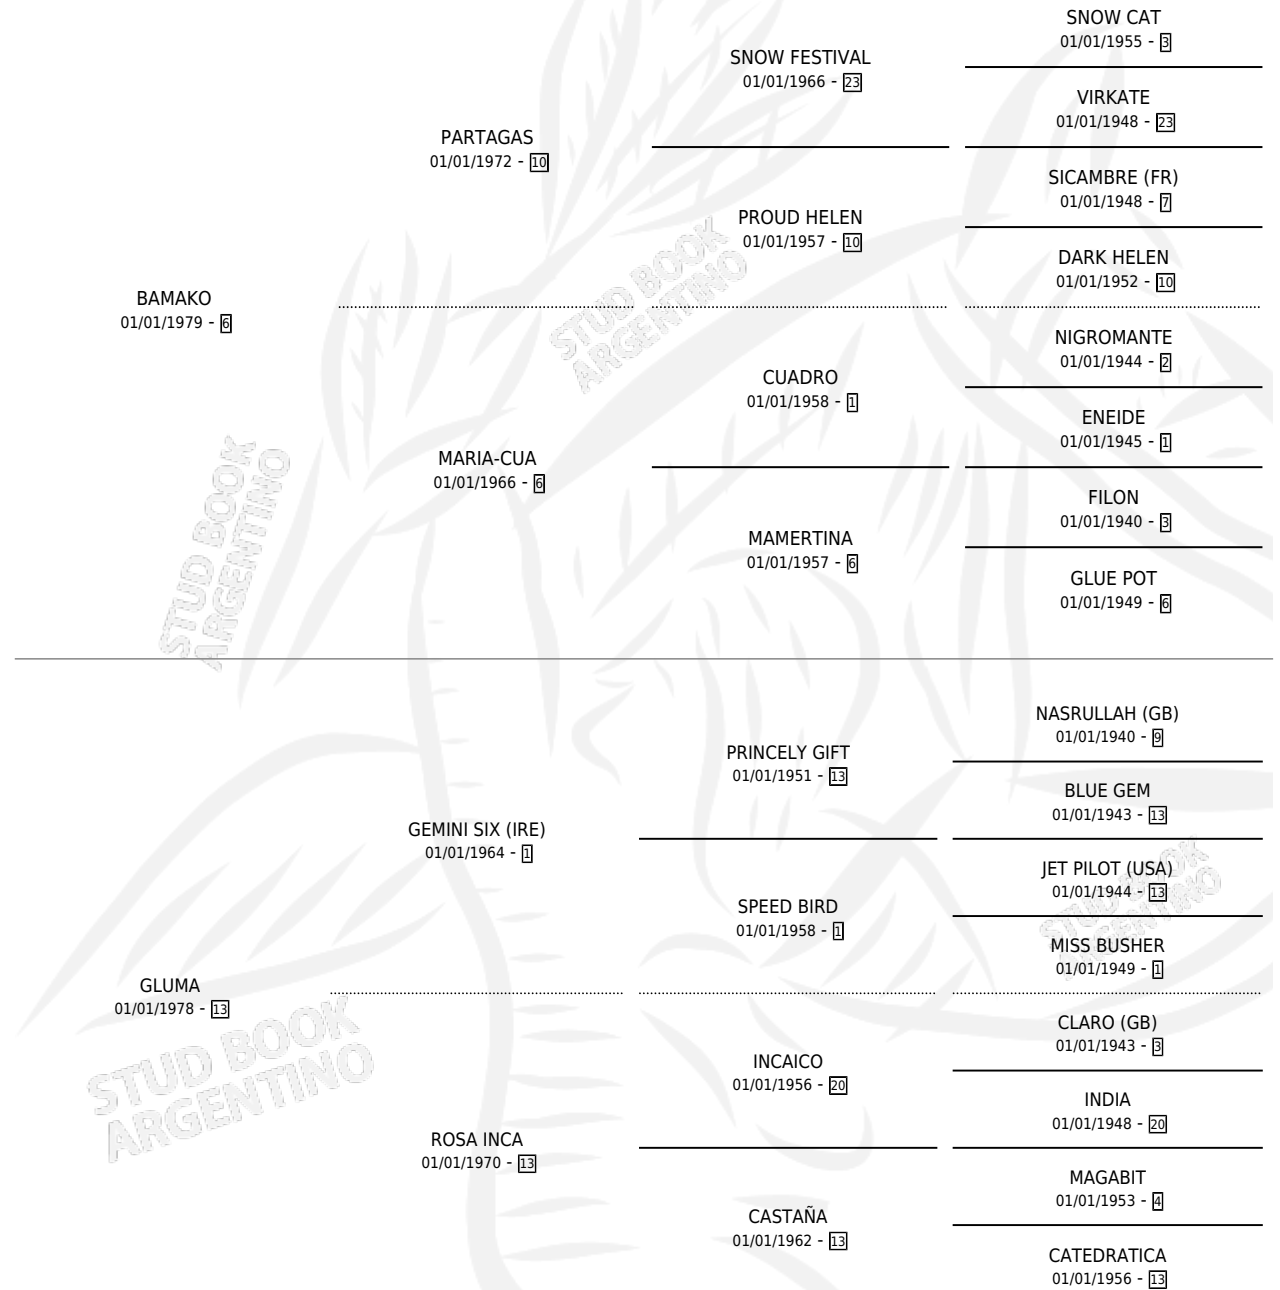 SNOW CAT
01/01/1955 - 3
SNOW FESTIVAL
01/01/1966 - 23
VIRKATE
01/01/1948 - 23
PARTAGAS
01/01/1972 - 10
SICAMBRE (FR)
01/01/1948 - 7
PROUD HELEN
01/01/1957 - 10
DARK HELEN
01/01/1952 - 10
BAMAKO
01/01/1979 - 6
NIGROMANTE
01/01/1944 - 2
CUADRO
01/01/1958 - 1
ENEIDE
01/01/1945 - 1
MARIA-CUA
01/01/1966 - 6
FILON
01/01/1940 - 3
MAMERTINA
01/01/1957 - 6
GLUE POT
01/01/1949 - 6
NASRULLAH (GB)
01/01/1940 - 9
PRINCELY GIFT
01/01/1951 - 13
BLUE GEM
01/01/1943 - 13
GEMINI SIX (IRE)
01/01/1964 - 1
JET PILOT (USA)
01/01/1944 - 13
SPEED BIRD
01/01/1958 - 1
MISS BUSHER
01/01/1949 - 1
GLUMA
01/01/1978 - 13
CLARO (GB)
01/01/1943 - 3
INCAICO
01/01/1956 - 20
INDIA
01/01/1948 - 20
ROSA INCA
01/01/1970 - 13
MAGABIT
01/01/1953 - 4
CASTAÑA
01/01/1962 - 13
CATEDRATICA
01/01/1956 - 13
STUD BOOK
ARGENTINO
STUD BOOK
ARGENTINO
STUD BOOK
ARGENTINO
STUD BOOK
ARGENTINO